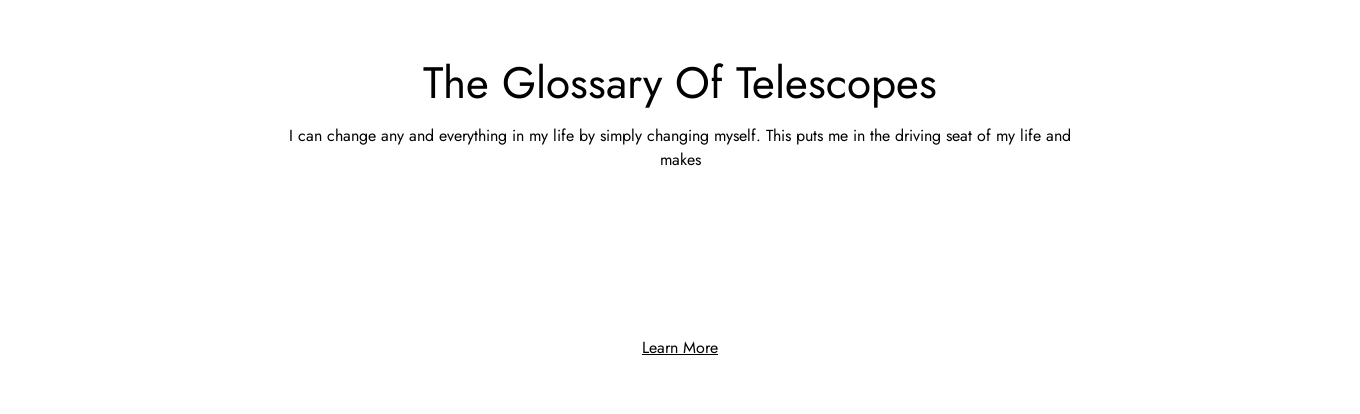 The Glossary Of Telescopes
I can change any and everything in my life by simply changing myself. This puts me in the driving seat of my life and
makes
Learn More